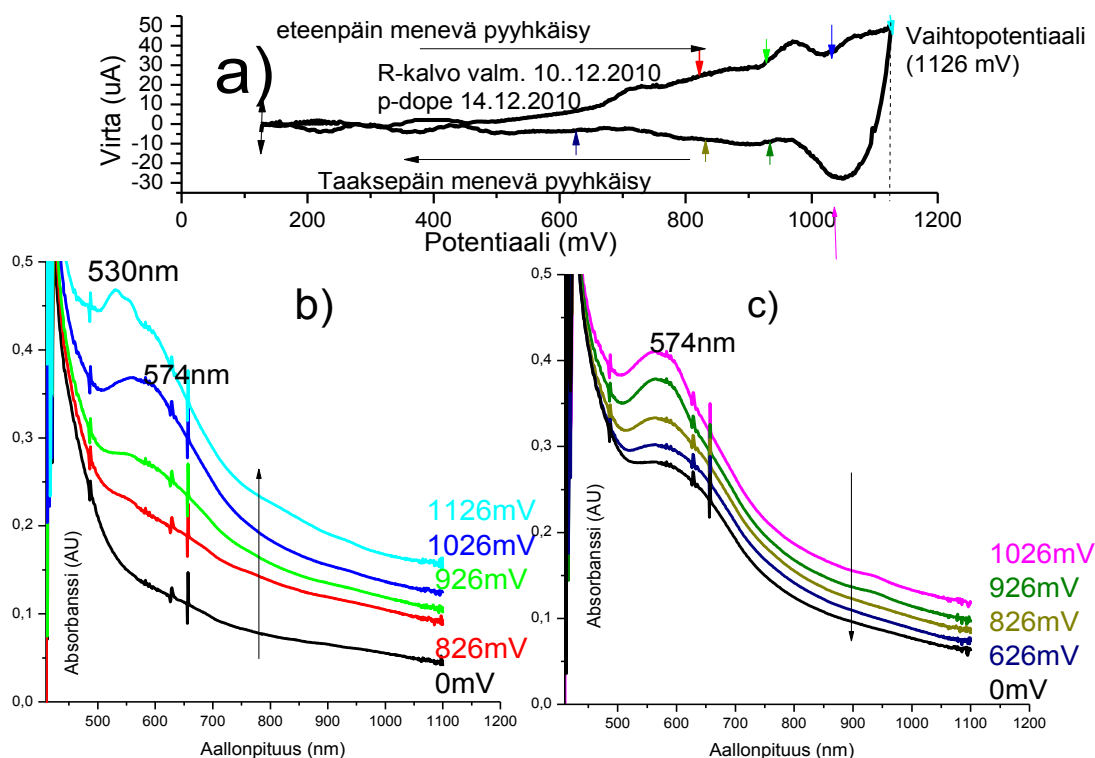 a)
eteenpäin menevä pyyhkäisy
R-kalvo valm. 10..12.2010
p-dope 14.12.2010
Taaksepäin menevä pyyhkäisy
Vaihtopotentiaali
(1126 mV)
Virta (uA)
50
40
30
20
10
0
-10
-20
-30
0
200
400
600
800
1000
1200
Potentiaali (mV)
b)
530nm
574nm
0,5
0,4
0,3
0,2
0,1
0,0
Absorbanssi (AU)
1126mV
1026mV
926mV
826mV
0mV
500
600
700
800
900
1000
1100
1200
Aallonpituus (nm)
c)
574nm
0,5
0,4
0,3
0,2
0,1
0,0
Absorbanssi (AU)
1026mV
926mV
826mV
626mV
0mV
500
600
700
800
900
1000
1100
1200
Aallonpituus (nm)